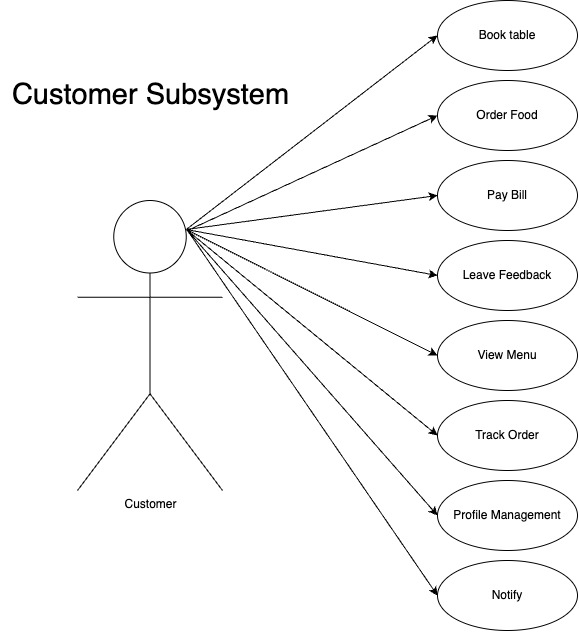 Customer Subsystem
Book table
Order Food
Pay Bill
Leave Feedback
View Menu
Track Order
Profile Management
Notify
Customer